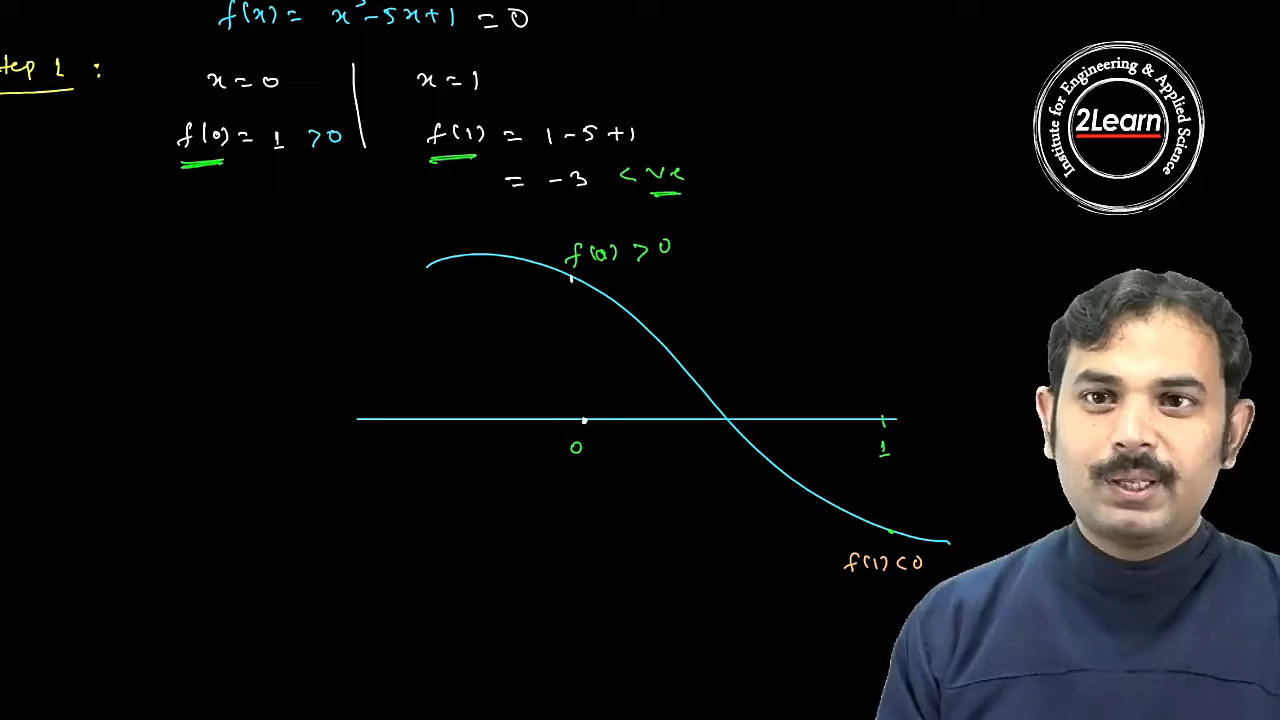 f(x) = x³-5x+1 = 0
tep 1 :
x = 0
x = 1
f(0) = 1 >0
f(1) = 1-5+1
= -3 < ve
f(0) > 0
0
1
f(1) < 0
Institute for Engineering & Applied Science
2Learn